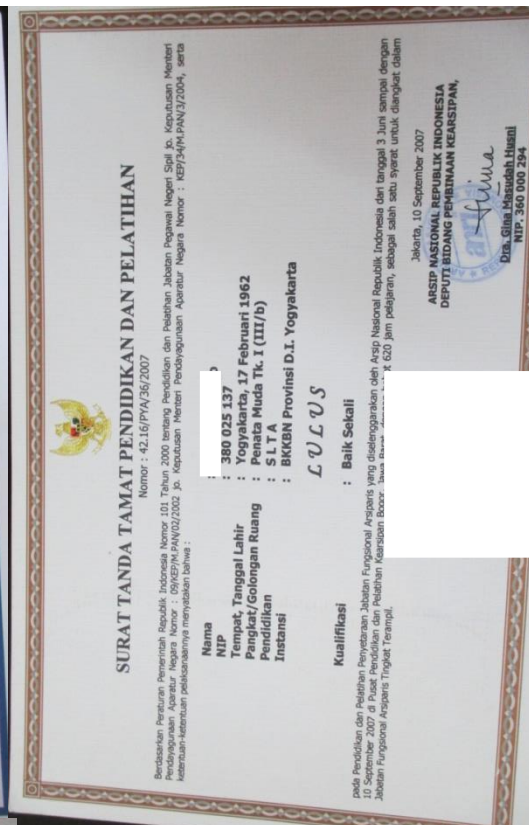 SURAT TANDA TAMAT PENDIDIKAN DAN PELATIHAN
Nomor : 42.16/PYA/36/2007
Berdasarkan Peraturan Pemerintah Republik Indonesia Nomor 101 Tahun 2000 tentang Pendidikan dan Pelatihan Jabatan Pegawai Negeri Sipil jo. Keputusan Menteri
Pendayagunaan Aparatur Negara Nomor : 09/KEP/M.PAN/02/2002 jo. Keputusan Menteri Pendayagunaan Aparatur Negara Nomor : KEP/34/M.PAN/3/2004, serta
ketentuan-ketentuan pelaksanaannya menyatakan bahwa :
Nama :
NIP : 380 025 137
Tempat, Tanggal Lahir : Yogyakarta, 17 Februari 1962
Pangkat/Golongan Ruang : Penata Muda Tk. I (III/b)
Pendidikan : S L T A
Instansi : BKKBN Provinsi D.I. Yogyakarta
LULUS
Kualifikasi : Baik Sekali
pada Pendidikan dan Pelatihan Penyetaraan Jabatan Fungsional Arsiparis yang diselenggarakan oleh Arsip Nasional Republik Indonesia dari tanggal 3 Juni sampai dengan
10 September 2007 di Pusat Pendidikan dan Pelatihan Kearsipan Bogor, Jawa Barat, 620 jam pelajaran, sebagai salah satu syarat untuk diangkat dalam
Jabatan Fungsional Arsiparis Tingkat Terampil.
Jakarta, 10 September 2007
ARSIP NASIONAL REPUBLIK INDONESIA
DEPUTI BIDANG PEMBINAAN KEARSIPAN,
Dra. Gina Masudah Husni
NIP. 360 000 294